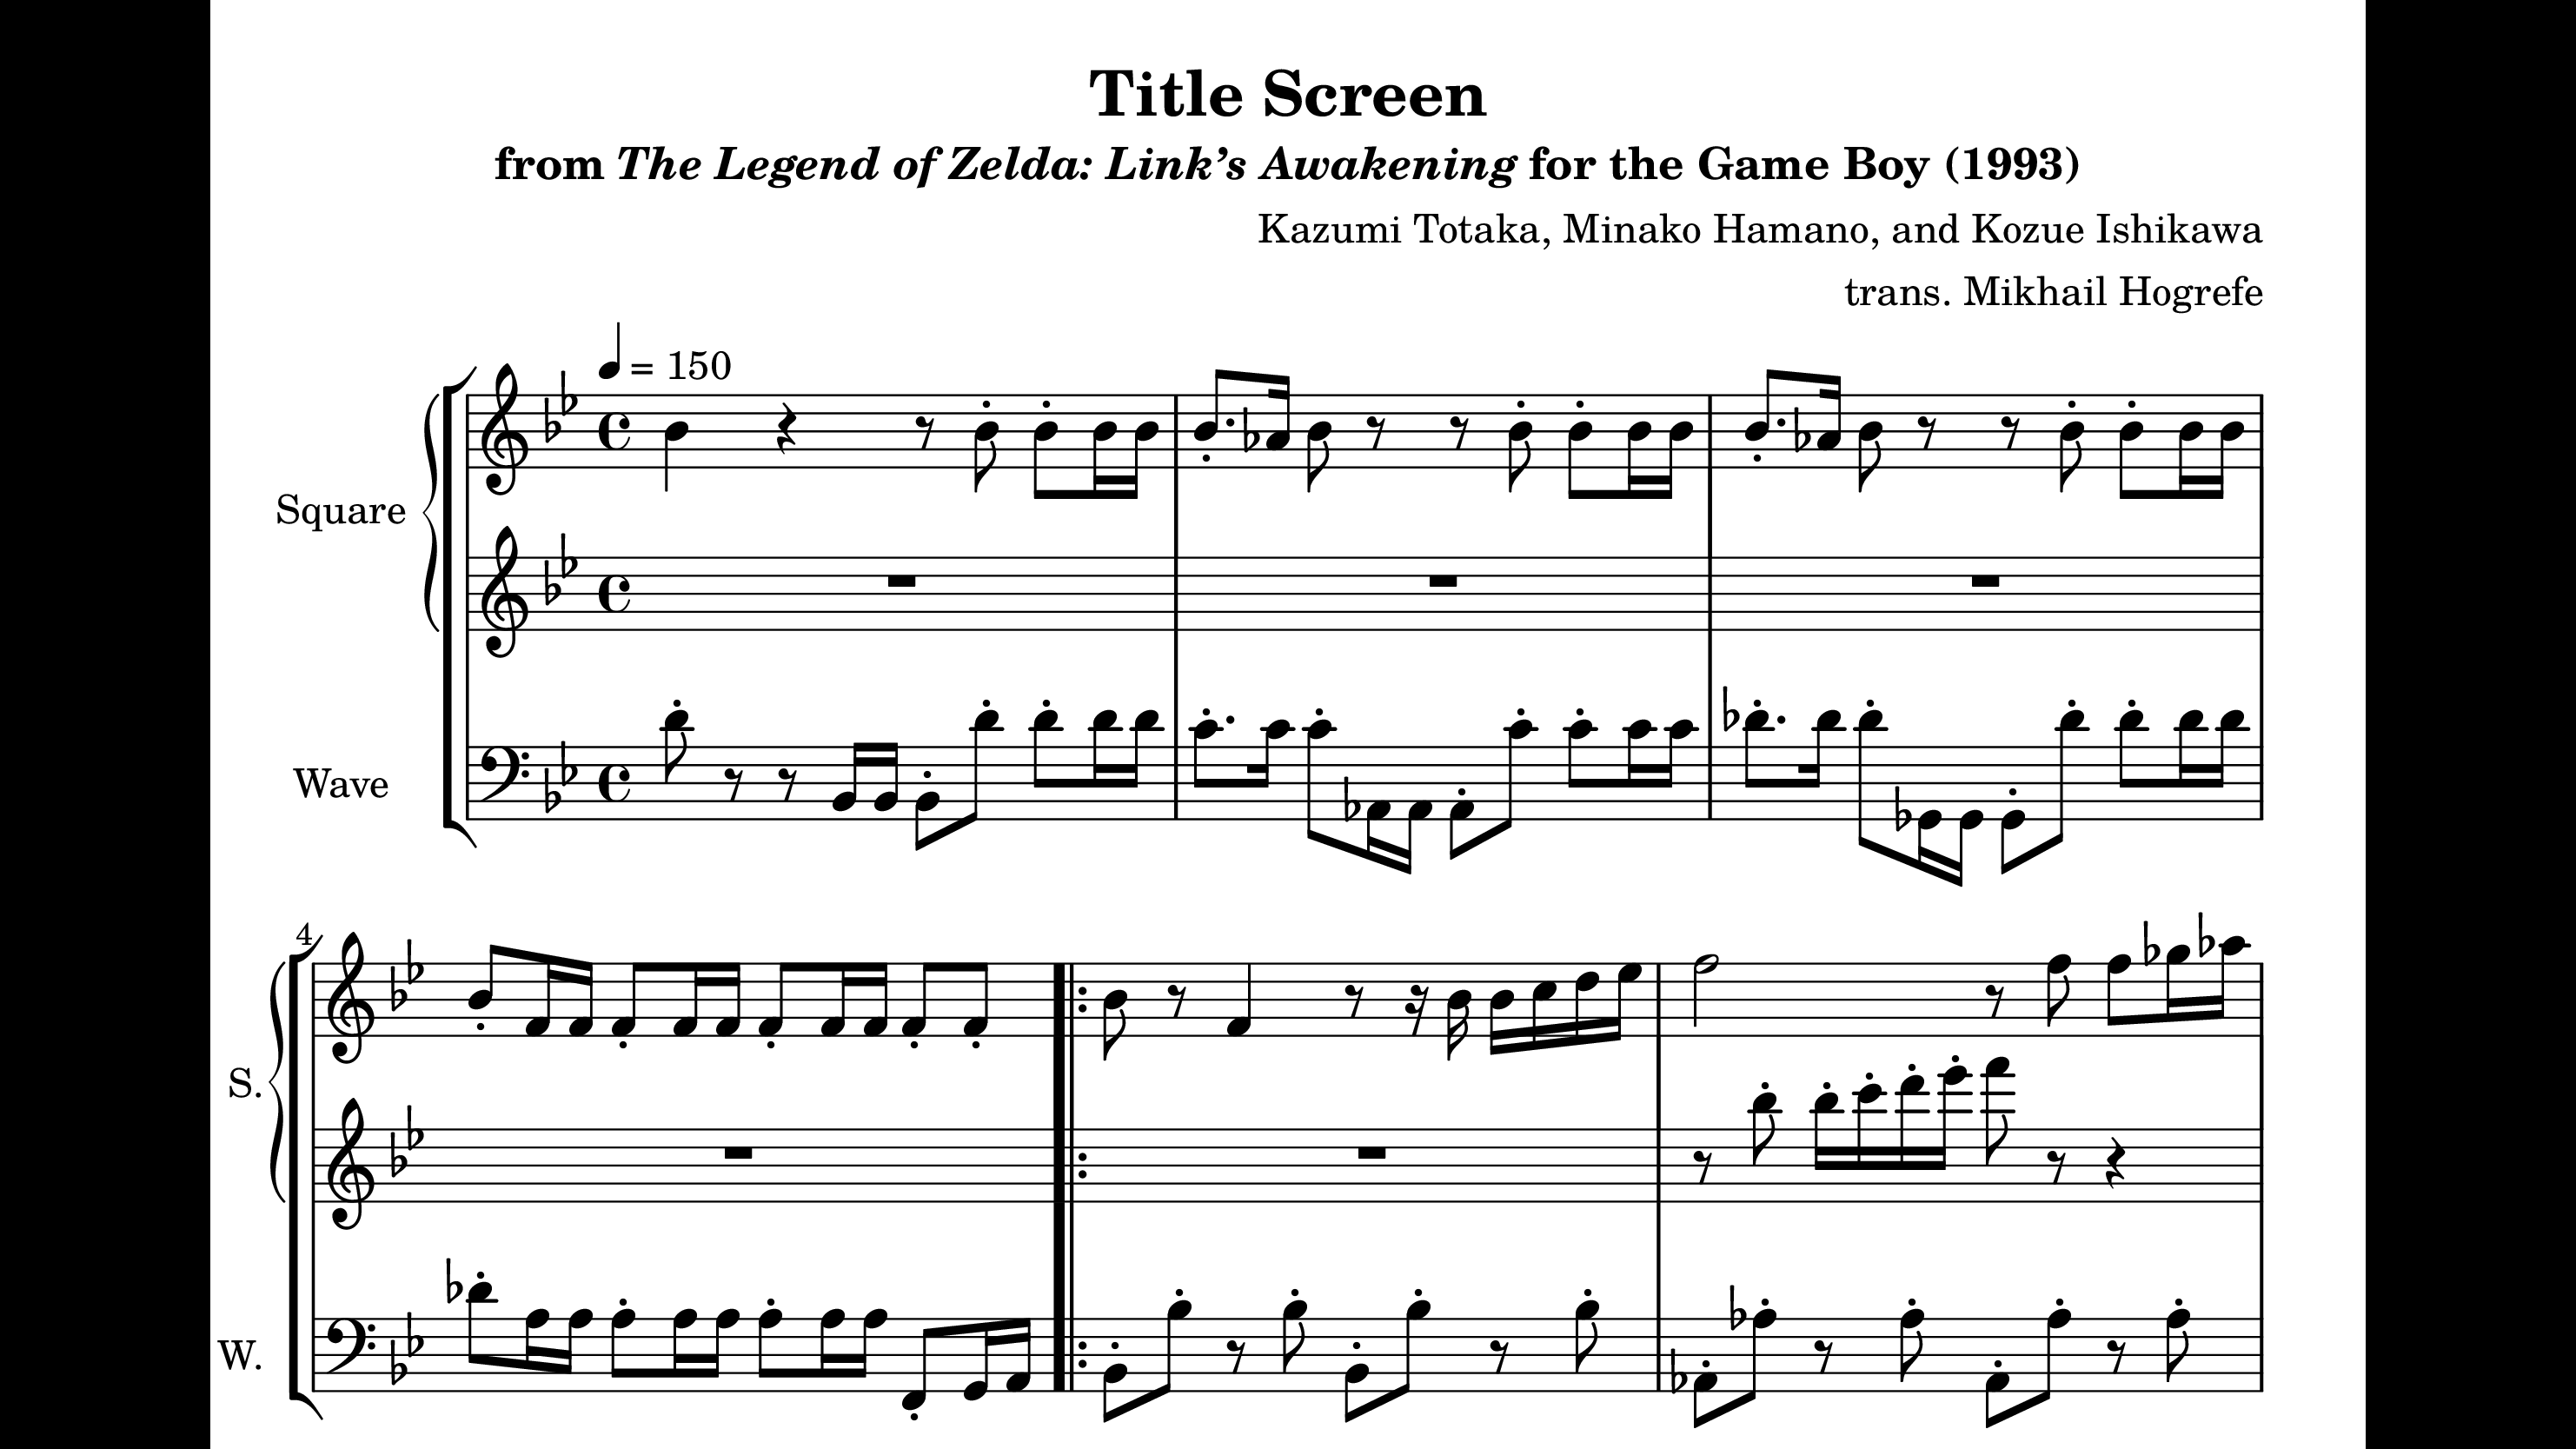 Title Screen
from The Legend of Zelda: Link’s Awakening for the Game Boy (1993)
Kazumi Totaka, Minako Hamano, and Kozue Ishikawa
trans. Mikhail Hogrefe
= 150
Square
Wave
4
S.
W.